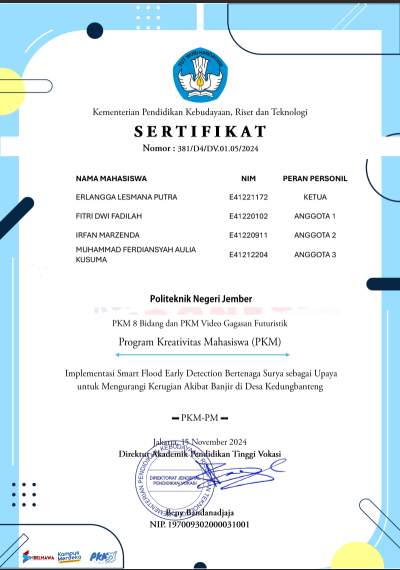 TUT WURI HANDAYANI
Kementerian Pendidikan Kebudayaan, Riset dan Teknologi
SERTIFIKAT
Nomor : 381/D4/DV.01.05/2024
NAMA MAHASISWA NIM PERAN PERSONIL
ERLANGGA LESMANA PUTRA E41221172 KETUA
FITRI DWI FADILAH E41220102 ANGGOTA 1
IRFAN MARZENDA E41220911 ANGGOTA 2
MUHAMMAD FERDIANSYAH AULIA
KUSUMA E41212204 ANGGOTA 3
Politeknik Negeri Jember
PKM 8 Bidang dan PKM Video Gagasan Futuristik
Program Kreativitas Mahasiswa (PKM)
Implementasi Smart Flood Early Detection Bertenaga Surya sebagai Upaya
untuk Mengurangi Kerugian Akibat Banjir di Desa Kedungbanteng
PKM-PM
Jakarta, 15 November 2024
Direktur Akademik Pendidikan Tinggi Vokasi
DIREKTORAT JENDERAL
PENDIDIKAN VOKASI
Beny Bandanadjaja
NIP. 197009302000031001
BELMAWA
Kampus
Merdeka